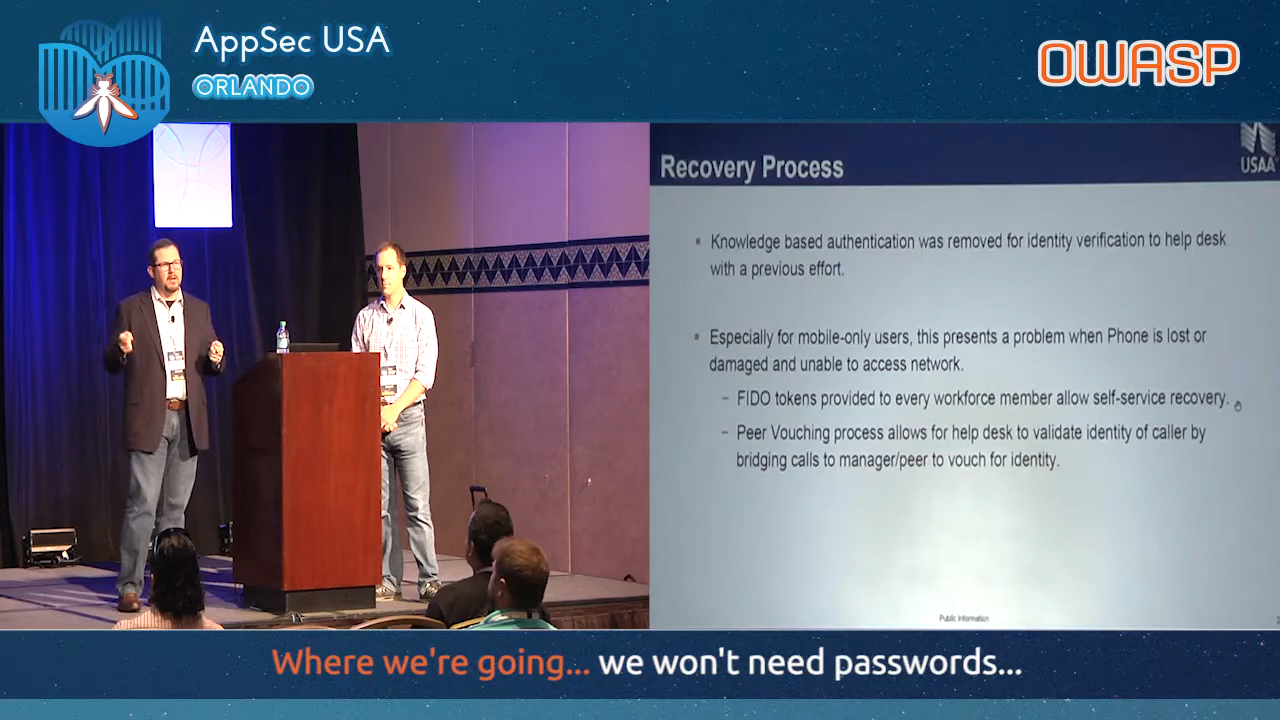 AppSec USA
ORLANDO
OWASP
Recovery Process
USAA
▪ Knowledge based authentication was removed for identity verification to help desk
with a previous effort.
▪ Especially for mobile-only users, this presents a problem when Phone is lost or
damaged and unable to access network.
– FIDO tokens provided to every workforce member allow self-service recovery.
– Peer Vouching process allows for help desk to validate identity of caller by
bridging calls to manager/peer to vouch for identity.
Public Information
Where we're going... we won't need passwords...